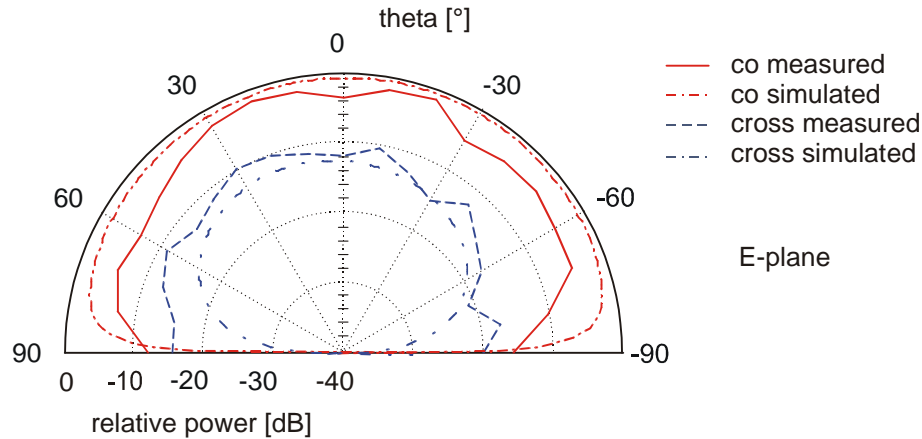 theta [°]
0
30
-30
60
-60
90
-90
0
-10
-20
-30
-40
relative power [dB]
co measured
co simulated
cross measured
cross simulated
E-plane